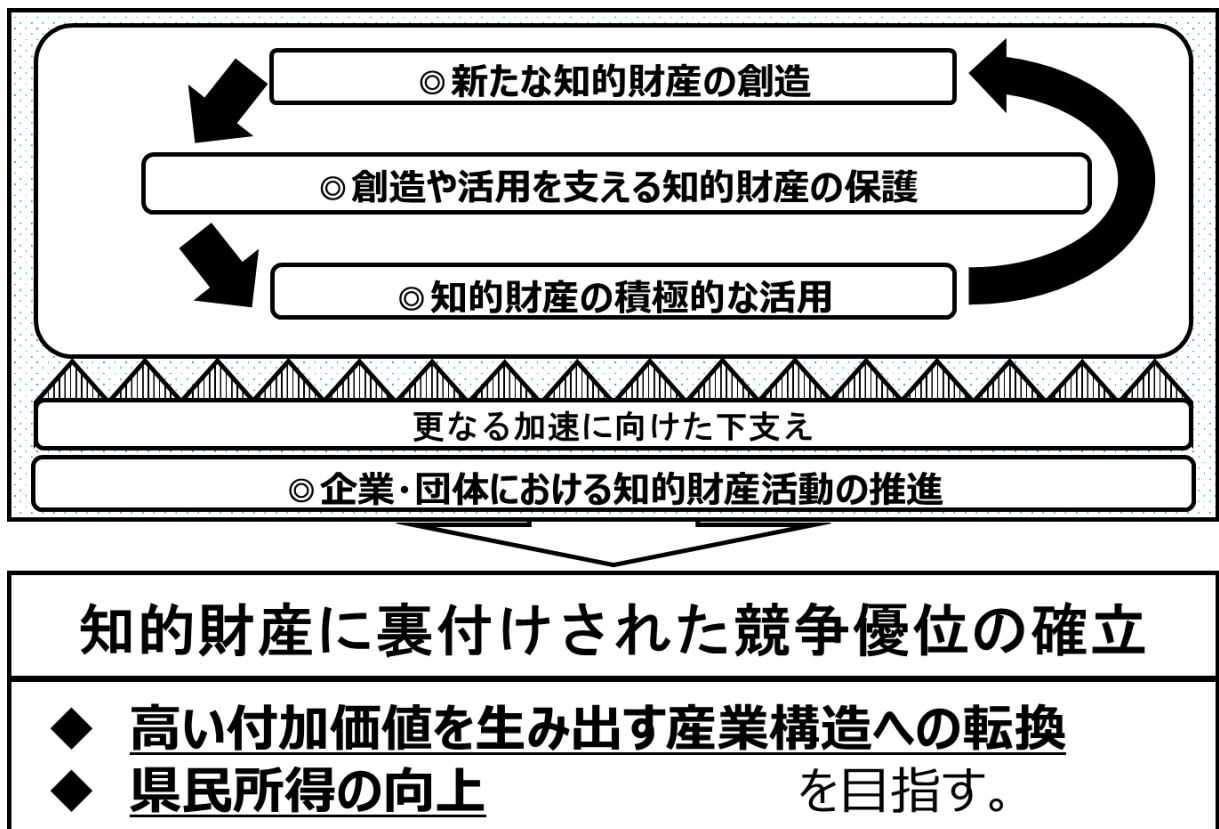 ◎新たな知的財産の創造
◎創造や活用を支える知的財産の保護
◎知的財産の積極的な活用
更なる加速に向けた下支え
◎企業・団体における知的財産活動の推進
知的財産に裏付けされた競争優位の確立
◆ 高い付加価値を生み出す産業構造への転換
◆ 県民所得の向上 を目指す。